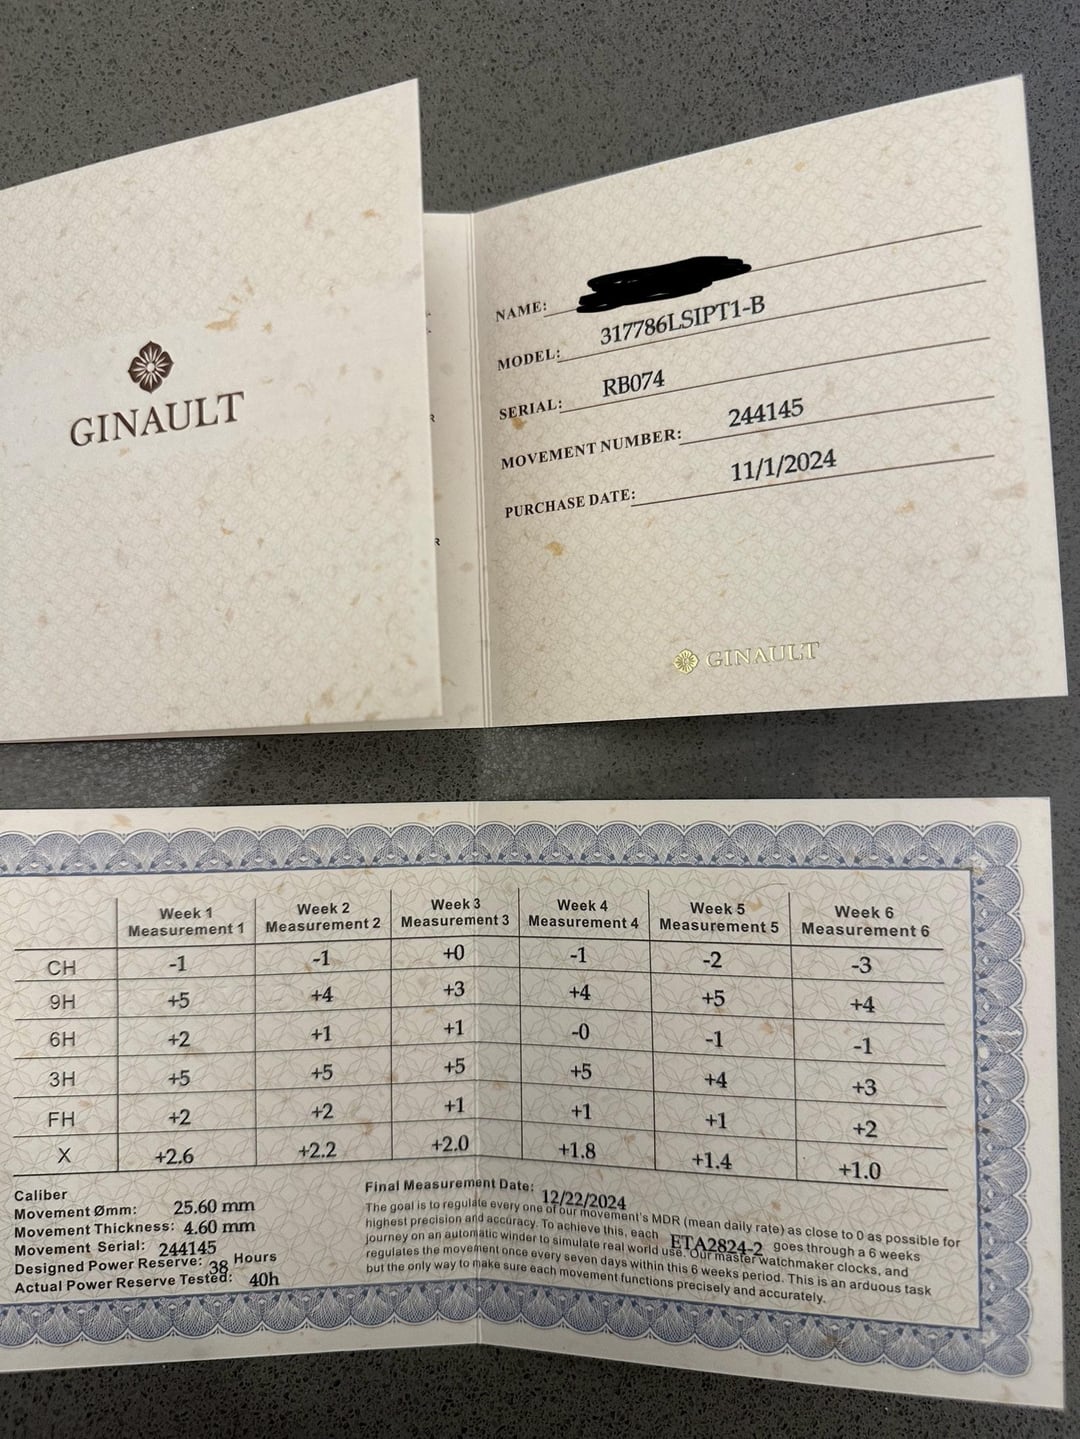 GINAULT
NAME:
MODEL: 317786LSIPT1-B
SERIAL: RB074
MOVEMENT NUMBER: 244145
PURCHASE DATE: 11/1/2024
GINAULT
Week 1 Week 2 Week 3 Week 4 Week 5 Week 6
Measurement 1 Measurement 2 Measurement 3 Measurement 4 Measurement 5 Measurement 6
CH -1 -1 +0 -1 -2 -3
9H +5 +4 +3 +4 +5 +4
6H +2 +1 +1 -0 -1 -1
3H +5 +5 +5 +5 +4 +3
FH +2 +2 +1 +1 +1 +2
X +2.6 +2.2 +2.0 +1.8 +1.4 +1.0
Caliber
Movement Ømm: 25.60 mm
Movement Thickness: 4.60 mm
Movement Serial: 244145
Designed Power Reserve: 38 Hours
Actual Power Reserve Tested: 40h
Final Measurement Date: 12/22/2024
The goal is to regulate every one of our movement's MDR (mean daily rate) as close to 0 as possible for
highest precision and accuracy. To achieve this, each ETA2824-2 goes through a 6 weeks
journey on an automatic winder to simulate real world use. Our master watchmaker clocks, and
regulates the movement once every seven days within this 6 weeks period. This is an arduous task
but the only way to make sure each movement functions precisely and accurately.